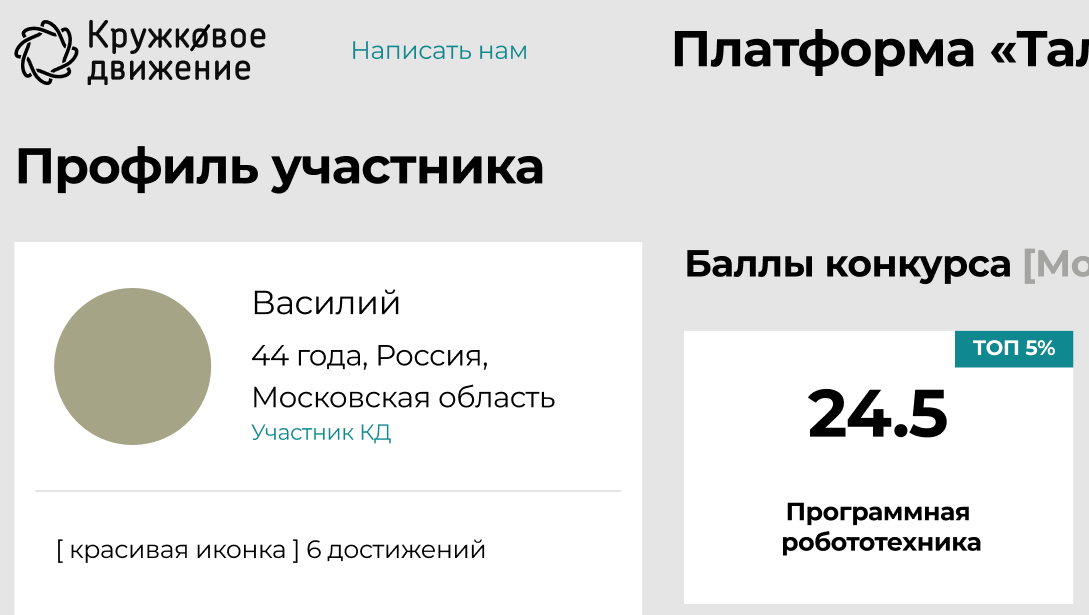 Кружковое
движение
Написать нам
Платформа «Тал
Профиль участника
Василий
44 года, Россия,
Московская область
Участник КД
[ красивая иконка ] 6 достижений
Баллы конкурса [Мо
ТОП 5%
24.5
Программная
робототехника